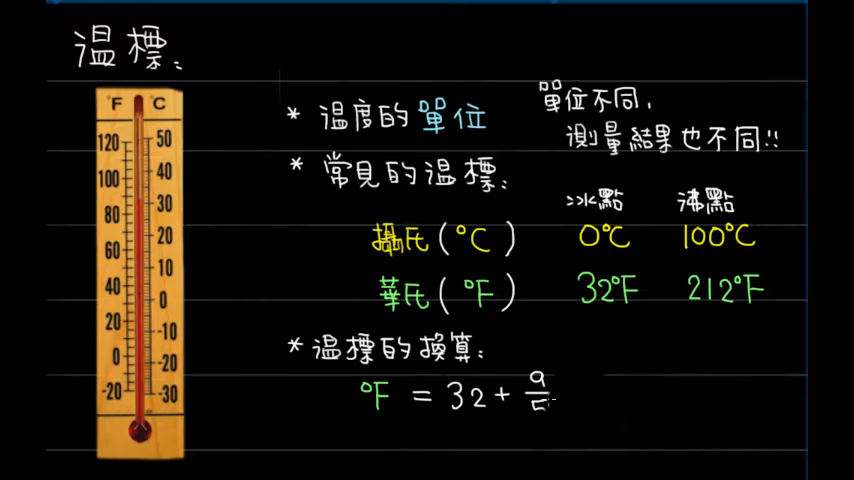 溫標：
°F °C
120 50
100 40
80 30
60 20
40 10
20 0
0 -10
-20 -20
-30
* 溫度的單位
單位不同，
測量結果也不同!!
* 常見的溫標：
冰點 沸點
攝氏(°C) 0°C 100°C
華氏(°F) 32°F 212°F
* 溫標的換算：
°F = 32 + 9/5